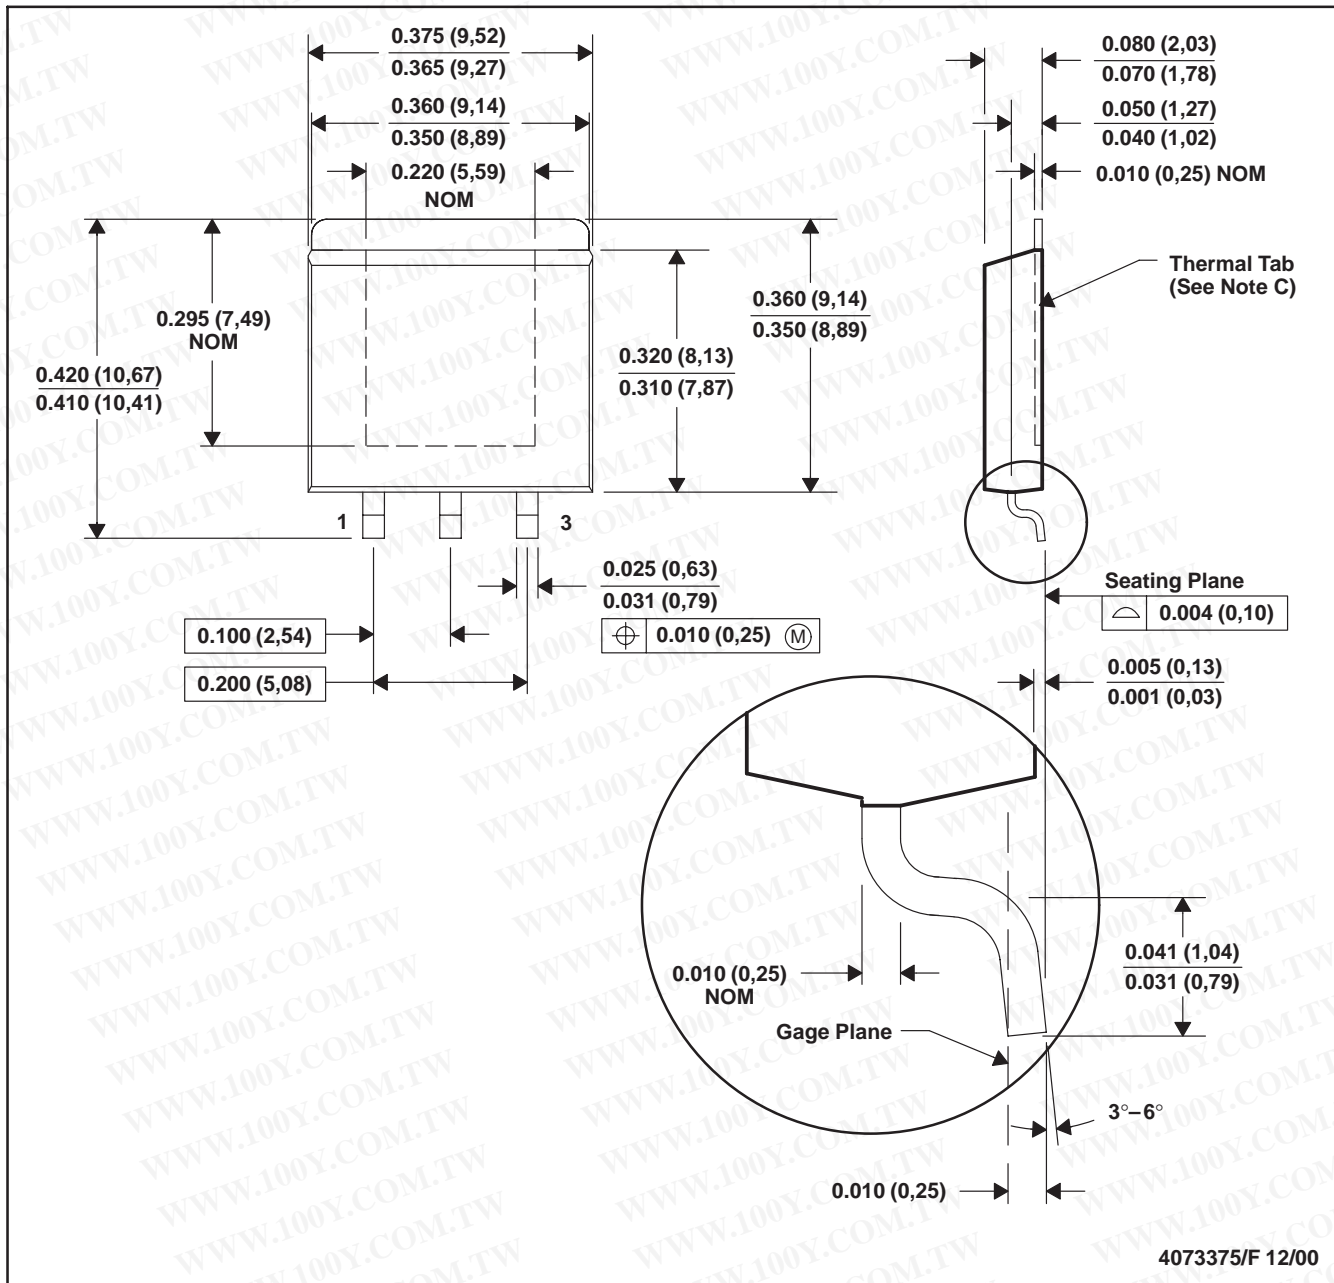 0.375 (9,52)
0.365 (9,27)
0.360 (9,14)
0.350 (8,89)
0.220 (5,59)
NOM
0.080 (2,03)
0.070 (1,78)
0.050 (1,27)
0.040 (1,02)
0.010 (0,25) NOM
Thermal Tab
(See Note C)
0.295 (7,49)
NOM
0.420 (10,67)
0.410 (10,41)
0.360 (9,14)
0.350 (8,89)
0.320 (8,13)
0.310 (7,87)
1
3
0.025 (0,63)
0.031 (0,79)
0.010 (0,25) M
0.100 (2,54)
0.200 (5,08)
Seating Plane
0.004 (0,10)
0.005 (0,13)
0.001 (0,03)
0.010 (0,25)
NOM
0.041 (1,04)
0.031 (0,79)
Gage Plane
3°–6°
0.010 (0,25)
4073375/F 12/00
WWW.100Y.COM.TW